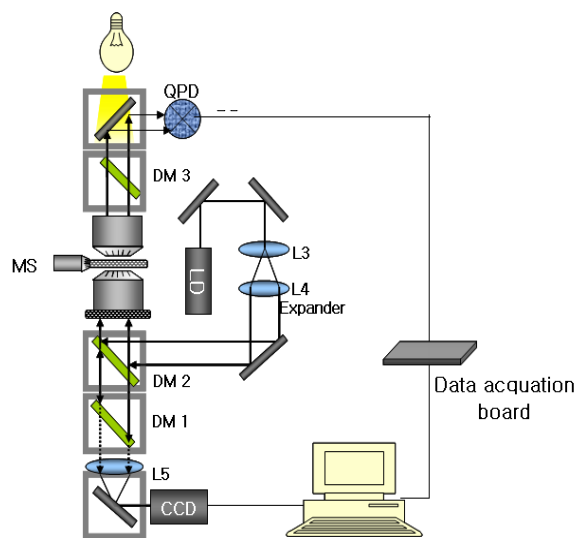 QPD
DM 3
MS
LD
L3
L4
Expander
DM 2
DM 1
L5
CCD
Data acquation
board